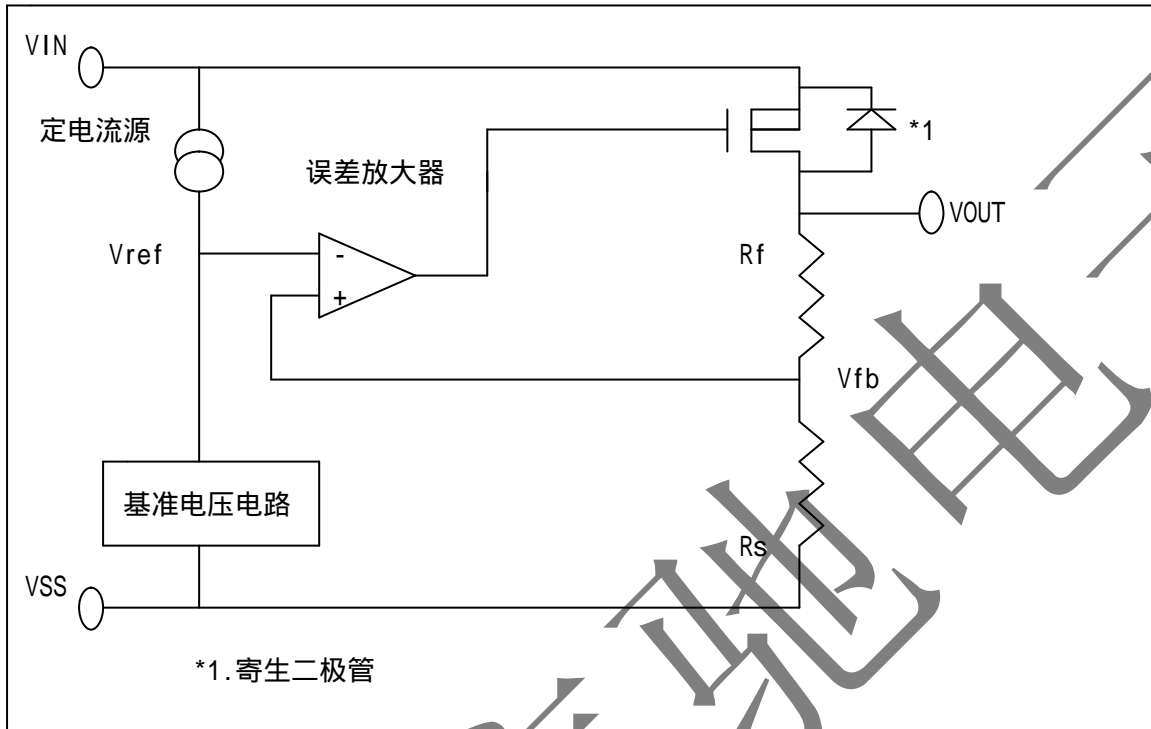 VIN
定电流源
*1
误差放大器
VOUT
Vref
-
Rf
+
Vfb
基准电压电路
Rs
VSS
*1.寄生二极管